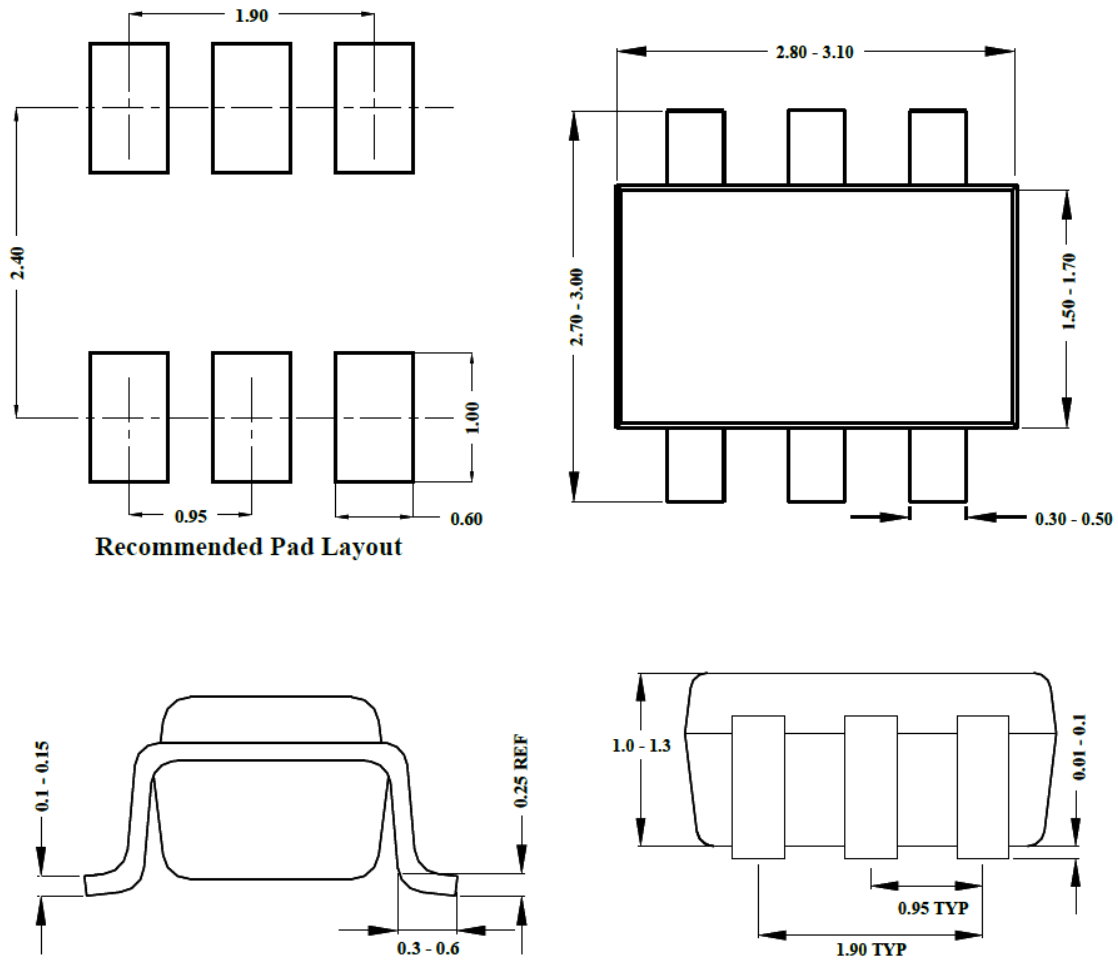 1.90
2.40
1.00
0.95
0.60
Recommended Pad Layout
2.80 - 3.10
2.70 - 3.00
1.50 - 1.70
0.30 - 0.50
0.1 - 0.15
0.25 REF
0.3 - 0.6
1.0 - 1.3
0.01 - 0.1
0.95 TYP
1.90 TYP